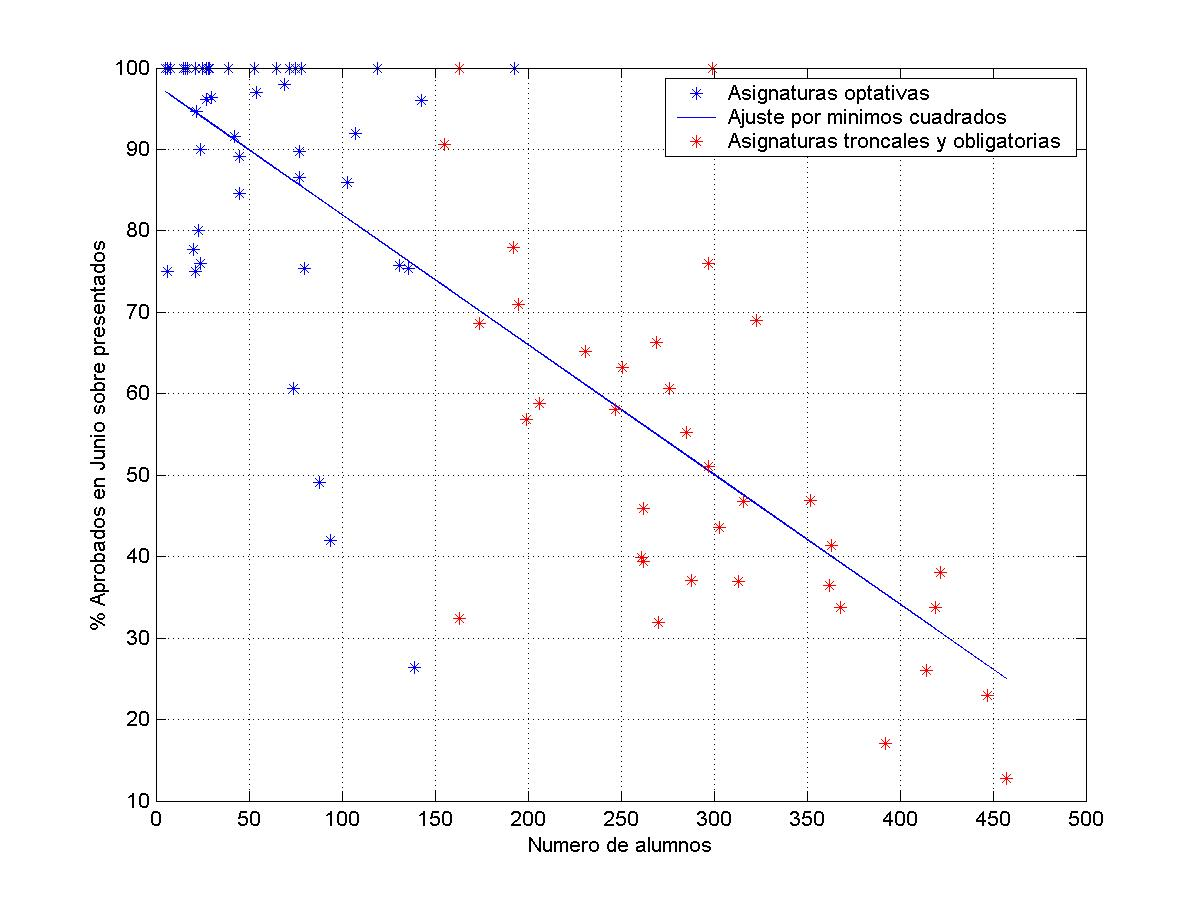 100
90
80
70
60
50
40
30
20
10
% Aprobados en Junio sobre presentados
Asignaturas optativas
Ajuste por minimos cuadrados
Asignaturas troncales y obligatorias
0 50 100 150 200 250 300 350 400 450 500
Numero de alumnos